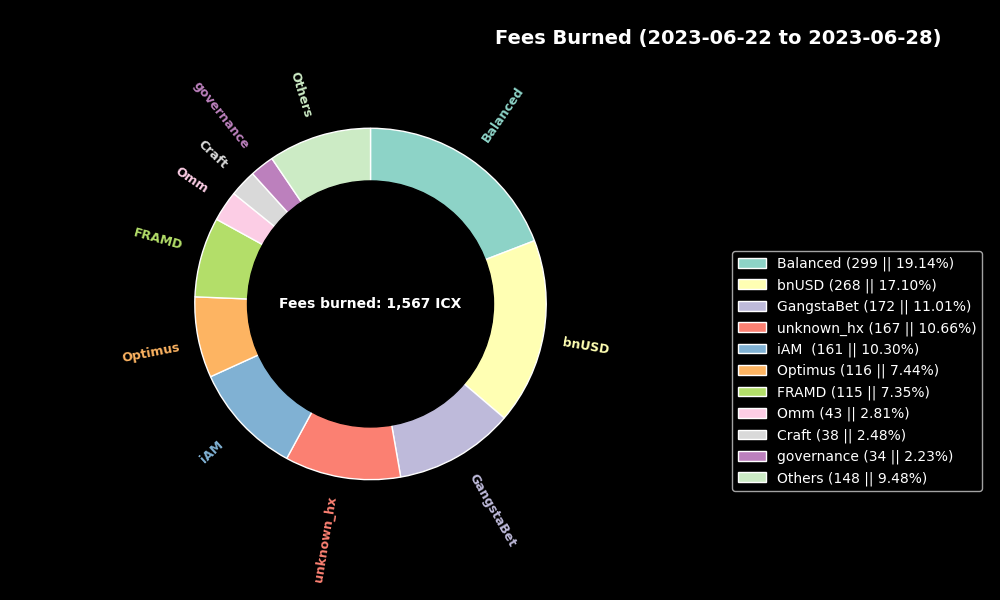 Fees Burned (2023-06-22 to 2023-06-28)
Others
governance
Craft
Omm
FRAMD
Optimus
iAM
unknown_hx
GangstaBet
bnUSD
Balanced
Fees burned: 1,567 ICX
Balanced (299 || 19.14%)
bnUSD (268 || 17.10%)
GangstaBet (172 || 11.01%)
unknown_hx (167 || 10.66%)
iAM  (161 || 10.30%)
Optimus (116 || 7.44%)
FRAMD (115 || 7.35%)
Omm (43 || 2.81%)
Craft (38 || 2.48%)
governance (34 || 2.23%)
Others (148 || 9.48%)